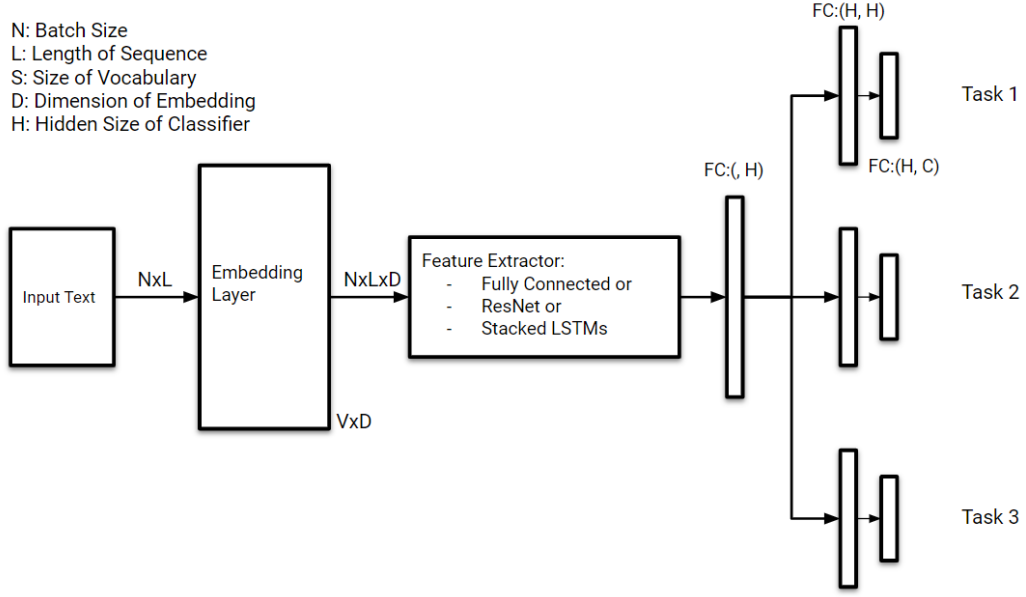 N: Batch Size
L: Length of Sequence
S: Size of Vocabulary
D: Dimension of Embedding
H: Hidden Size of Classifier
Input Text
NxL
Embedding
Layer
VxD
NxLxD
Feature Extractor:
- Fully Connected or
- ResNet or
- Stacked LSTMs
FC:(, H)
FC:(H, H)
FC:(H, C)
Task 1
Task 2
Task 3